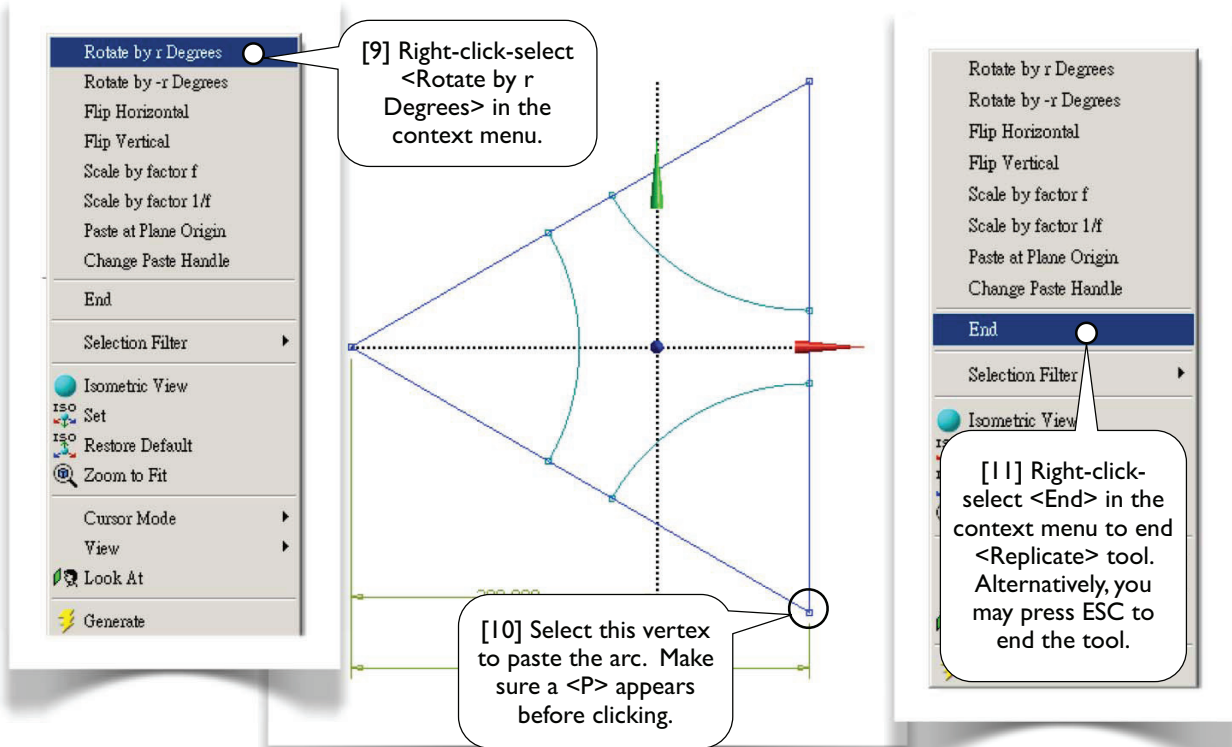 Rotate by r Degrees
Rotate by -r Degrees
Flip Horizontal
Flip Vertical
Scale by factor f
Scale by factor 1/f
Paste at Plane Origin
Change Paste Handle
End
Selection Filter
Isometric View
ISO
Set
ISO
Restore Default
Zoom to Fit
Cursor Mode
View
Look At
Generate
[9] Right-click-select
<Rotate by r
Degrees> in the
context menu.
[10] Select this vertex
to paste the arc. Make
sure a <P> appears
before clicking.
Rotate by r Degrees
Rotate by -r Degrees
Flip Horizontal
Flip Vertical
Scale by factor f
Scale by factor 1/f
Paste at Plane Origin
Change Paste Handle
End
Selection Filter
Isometric View
[11] Right-click-
select <End> in the
context menu to end
<Replicate> tool.
Alternatively, you
may press ESC to
end the tool.